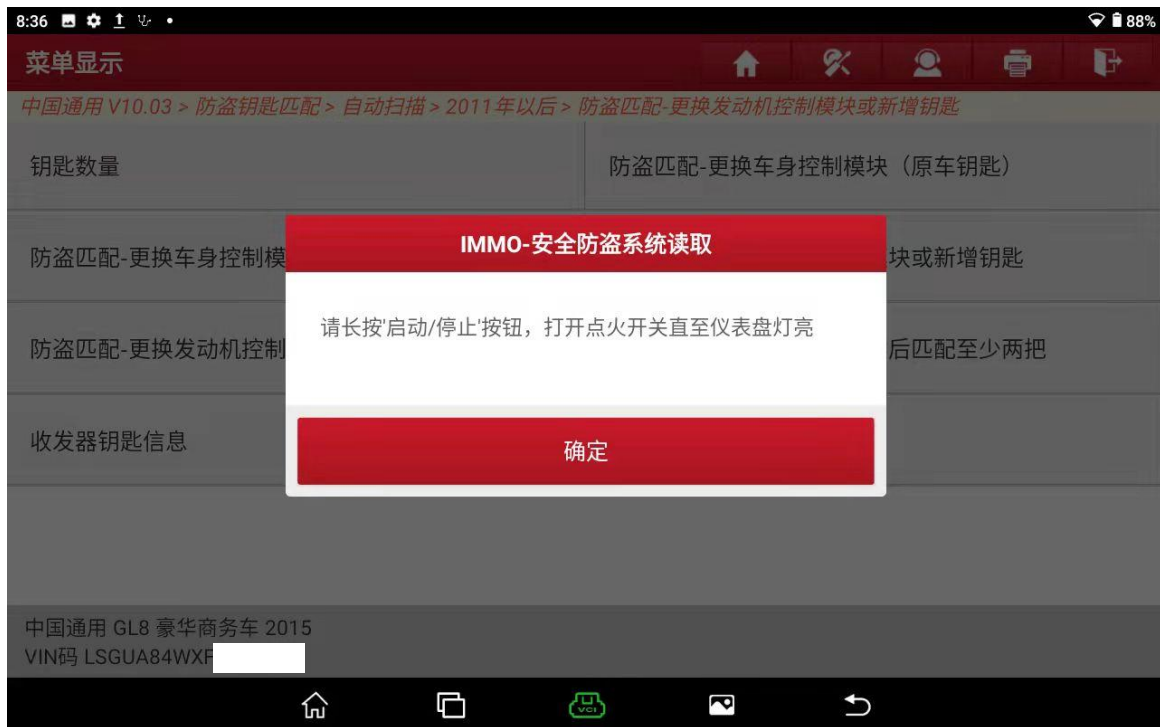 8:36
88%
菜单显示
中国通用 V10.03 > 防盗钥匙匹配 > 自动扫描 > 2011年以后 > 防盗匹配-更换发动机控制模块或新增钥匙
钥匙数量
防盗匹配-更换车身控制模块（原车钥匙）
防盗匹配-更换车身控制模
块或新增钥匙
IMMO-安全防盗系统读取
请长按'启动/停止'按钮，打开点火开关直至仪表盘灯亮
防盗匹配-更换发动机控制
后匹配至少两把
收发器钥匙信息
确定
中国通用 GL8 豪华商务车 2015
VIN码 LSGUA84WXF
VCI